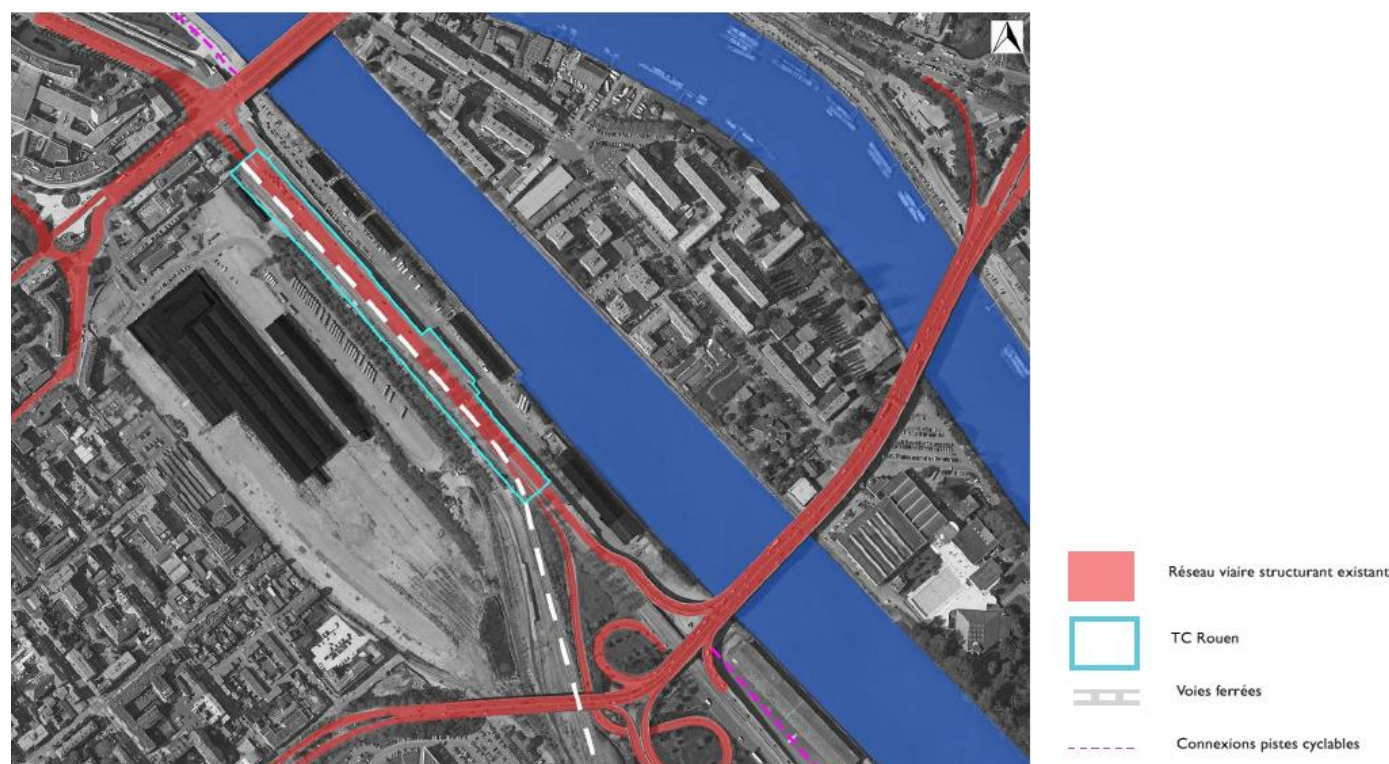 Réseau viaire structurant existant
TC Rouen
Voies ferrées
Connexions pistes cyclables